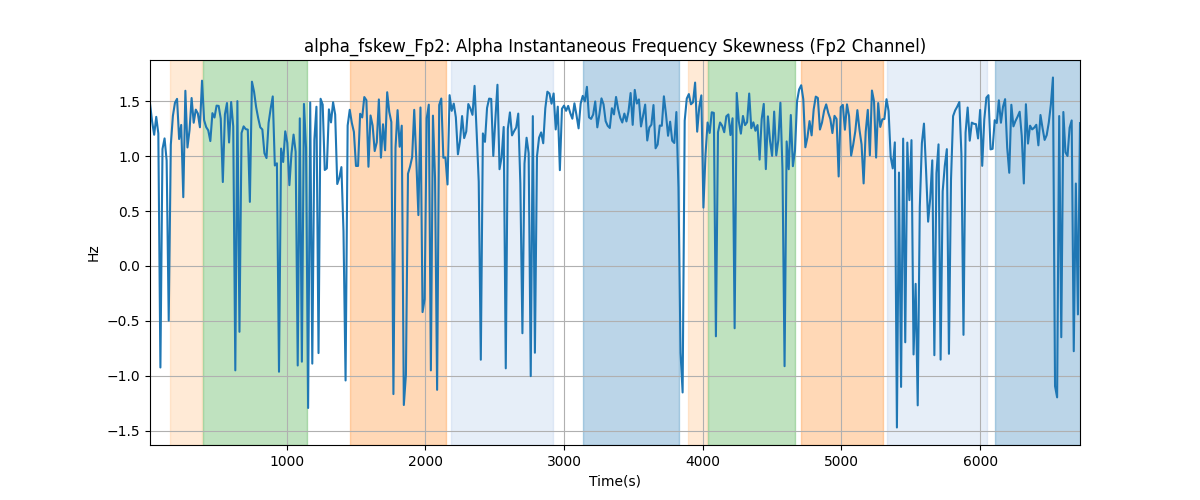 alpha_fskew_Fp2: Alpha Instantaneous Frequency Skewness (Fp2 Channel)
1.5
1.0
0.5
0.0
−0.5
−1.0
−1.5
Hz
1000 2000 3000 4000 5000 6000
Time(s)